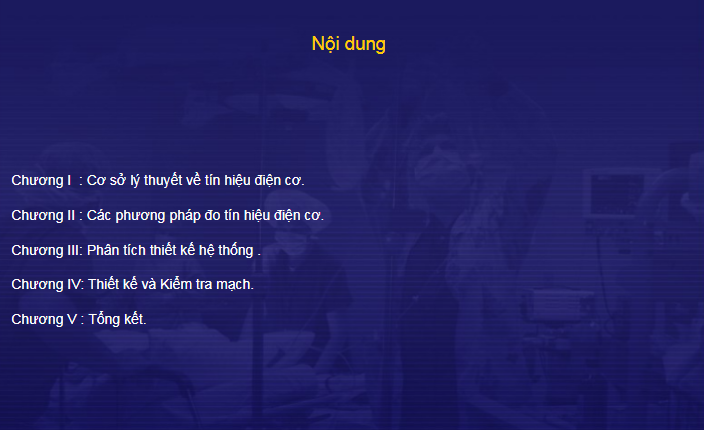 Nội dung
Chương I : Cơ sở lý thuyết về tín hiệu điện cơ.
Chương II : Các phương pháp đo tín hiệu điện cơ.
Chương III: Phân tích thiết kế hệ thống .
Chương IV: Thiết kế và Kiểm tra mạch.
Chương V : Tổng kết.